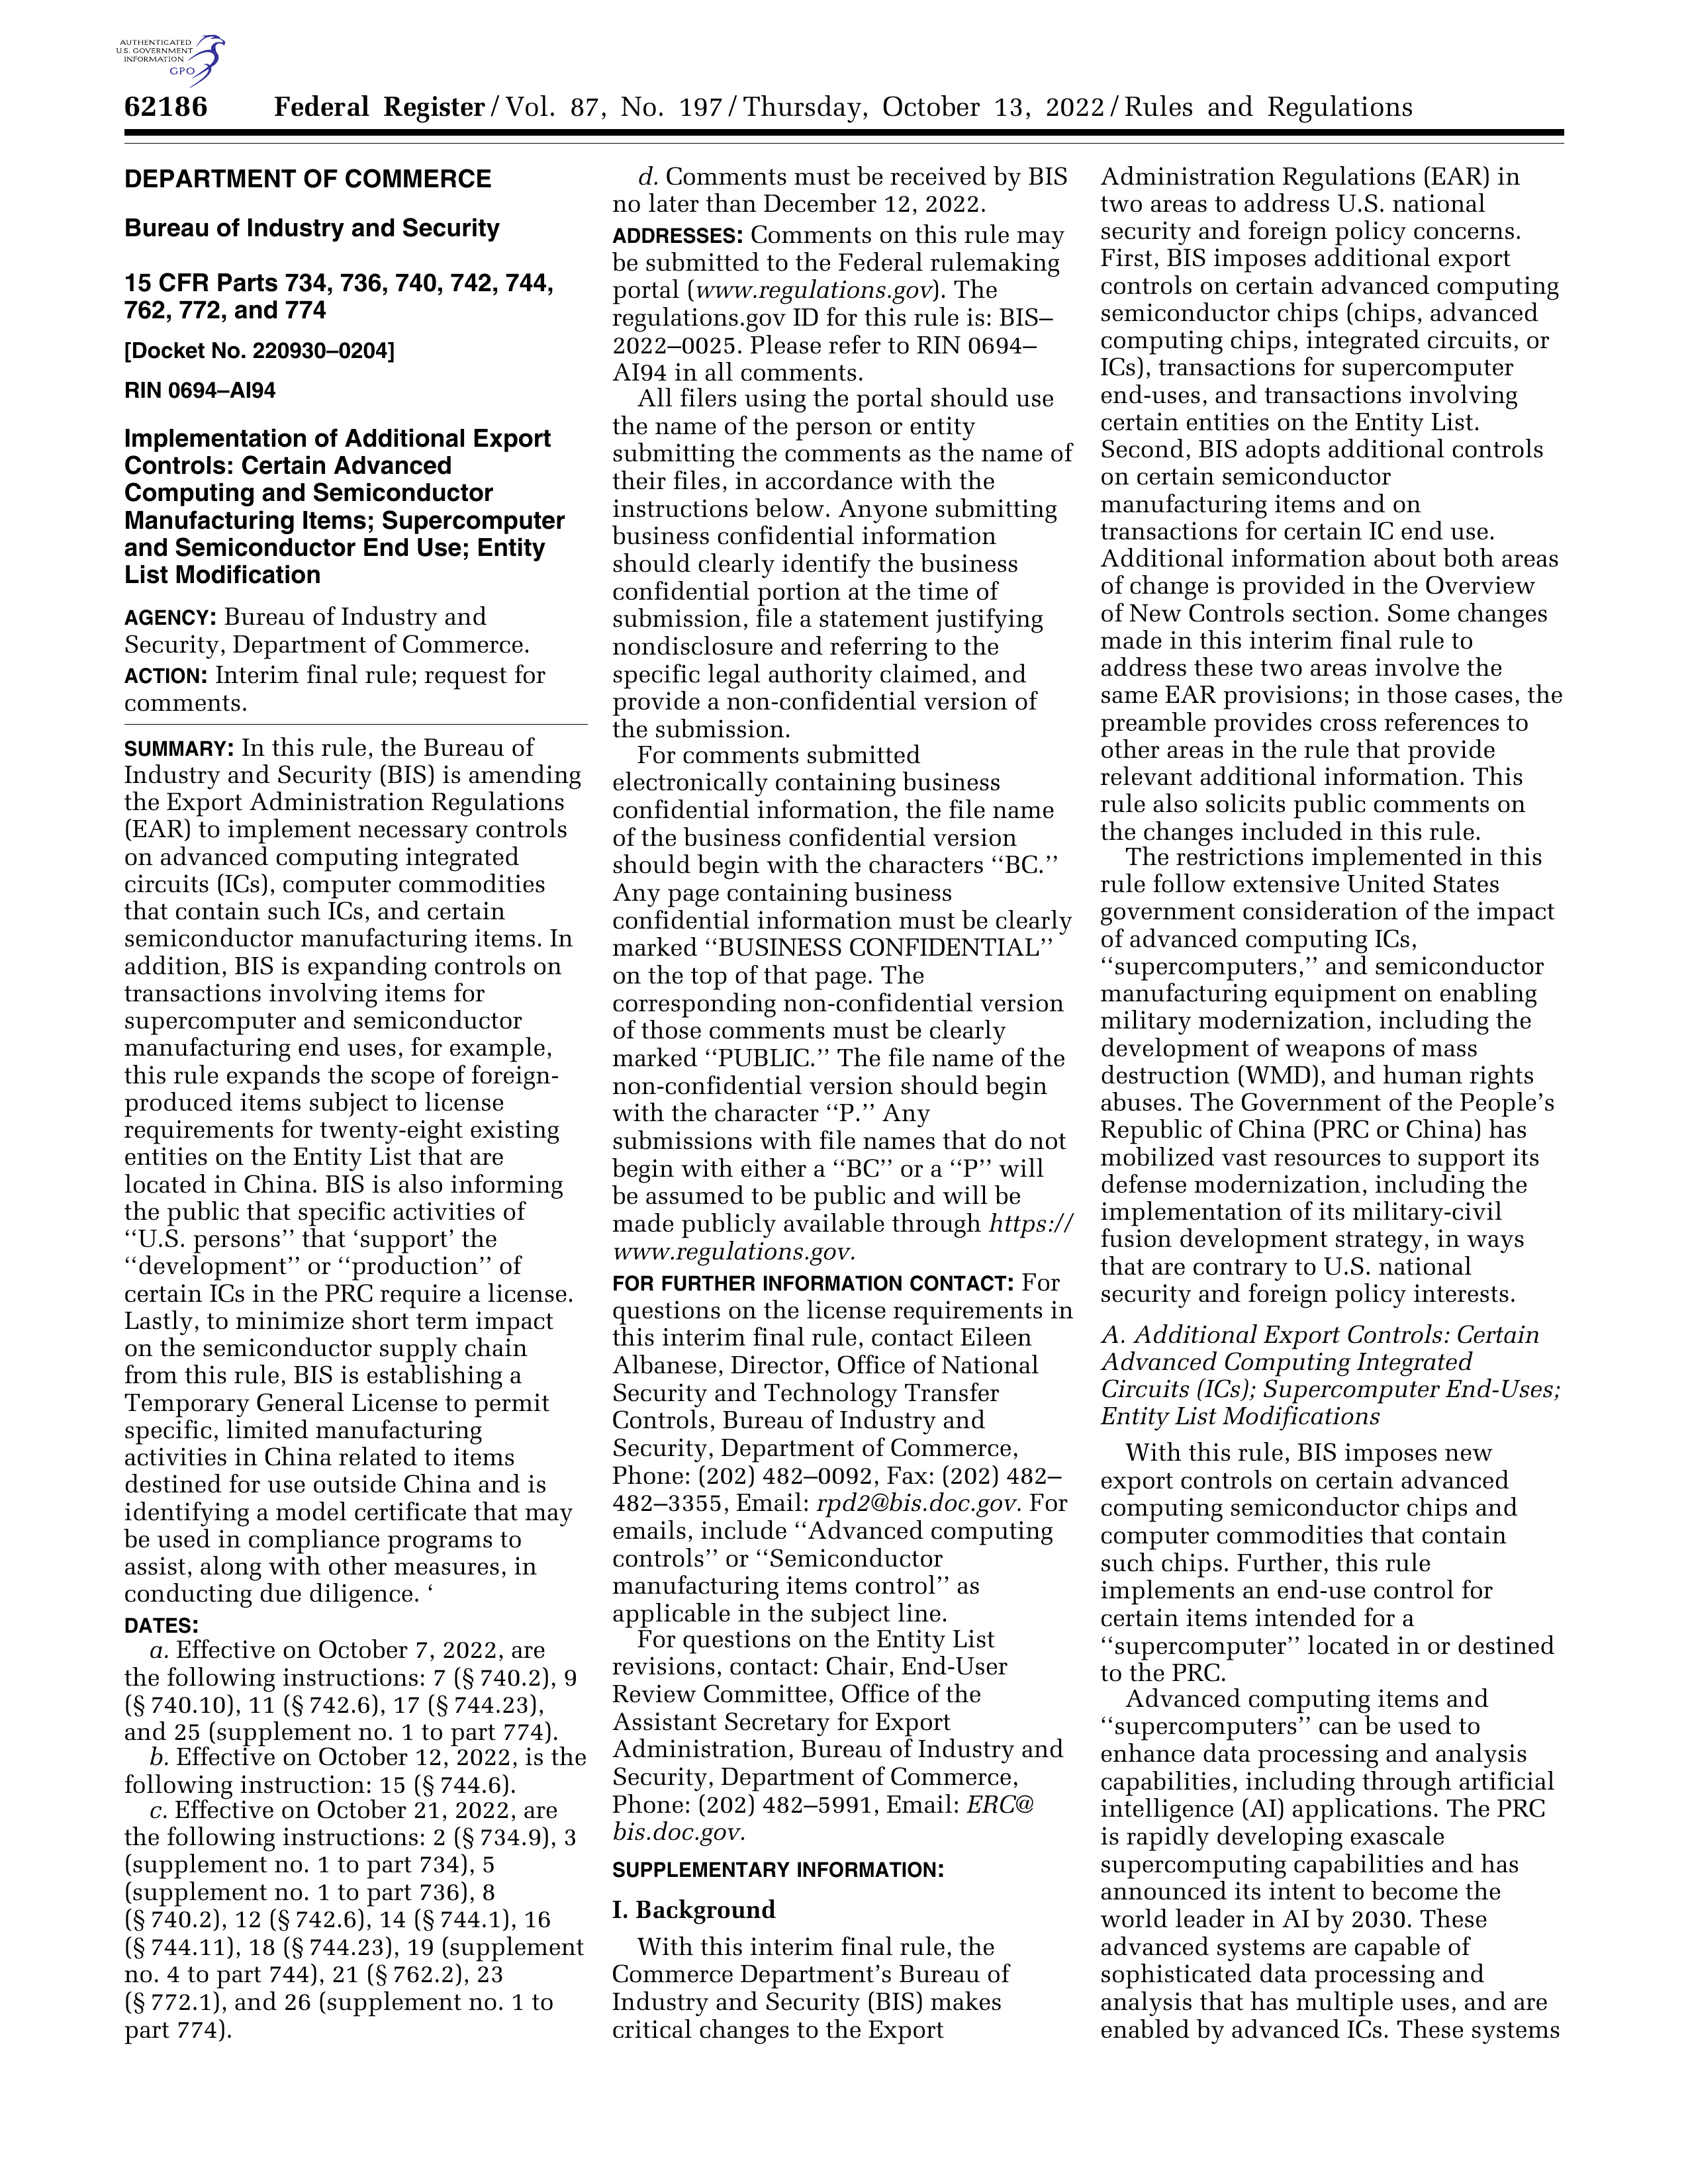 AUTHENTICATED
U.S. GOVERNMENT
INFORMATION
GPO
62186 Federal Register / Vol. 87, No. 197 / Thursday, October 13, 2022 / Rules and Regulations
DEPARTMENT OF COMMERCE
Bureau of Industry and Security
15 CFR Parts 734, 736, 740, 742, 744,
762, 772, and 774
[Docket No. 220930–0204]
RIN 0694–AI94
Implementation of Additional Export
Controls: Certain Advanced
Computing and Semiconductor
Manufacturing Items; Supercomputer
and Semiconductor End Use; Entity
List Modification
AGENCY: Bureau of Industry and
Security, Department of Commerce.
ACTION: Interim final rule; request for
comments.
SUMMARY: In this rule, the Bureau of
Industry and Security (BIS) is amending
the Export Administration Regulations
(EAR) to implement necessary controls
on advanced computing integrated
circuits (ICs), computer commodities
that contain such ICs, and certain
semiconductor manufacturing items. In
addition, BIS is expanding controls on
transactions involving items for
supercomputer and semiconductor
manufacturing end uses, for example,
this rule expands the scope of foreign-
produced items subject to license
requirements for twenty-eight existing
entities on the Entity List that are
located in China. BIS is also informing
the public that specific activities of
‘‘U.S. persons’’ that ‘support’ the
‘‘development’’ or ‘‘production’’ of
certain ICs in the PRC require a license.
Lastly, to minimize short term impact
on the semiconductor supply chain
from this rule, BIS is establishing a
Temporary General License to permit
specific, limited manufacturing
activities in China related to items
destined for use outside China and is
identifying a model certificate that may
be used in compliance programs to
assist, along with other measures, in
conducting due diligence. ‘
DATES:
a. Effective on October 7, 2022, are
the following instructions: 7 (§ 740.2), 9
(§ 740.10), 11 (§ 742.6), 17 (§ 744.23),
and 25 (supplement no. 1 to part 774).
b. Effective on October 12, 2022, is the
following instruction: 15 (§ 744.6).
c. Effective on October 21, 2022, are
the following instructions: 2 (§ 734.9), 3
(supplement no. 1 to part 734), 5
(supplement no. 1 to part 736), 8
(§ 740.2), 12 (§ 742.6), 14 (§ 744.1), 16
(§ 744.11), 18 (§ 744.23), 19 (supplement
no. 4 to part 744), 21 (§ 762.2), 23
(§ 772.1), and 26 (supplement no. 1 to
part 774).
d. Comments must be received by BIS
no later than December 12, 2022.
ADDRESSES: Comments on this rule may
be submitted to the Federal rulemaking
portal (www.regulations.gov). The
regulations.gov ID for this rule is: BIS–
2022–0025. Please refer to RIN 0694–
AI94 in all comments.
All filers using the portal should use
the name of the person or entity
submitting the comments as the name of
their files, in accordance with the
instructions below. Anyone submitting
business confidential information
should clearly identify the business
confidential portion at the time of
submission, file a statement justifying
nondisclosure and referring to the
specific legal authority claimed, and
provide a non-confidential version of
the submission.
For comments submitted
electronically containing business
confidential information, the file name
of the business confidential version
should begin with the characters ‘‘BC.’’
Any page containing business
confidential information must be clearly
marked ‘‘BUSINESS CONFIDENTIAL’’
on the top of that page. The
corresponding non-confidential version
of those comments must be clearly
marked ‘‘PUBLIC.’’ The file name of the
non-confidential version should begin
with the character ‘‘P.’’ Any
submissions with file names that do not
begin with either a ‘‘BC’’ or a ‘‘P’’ will
be assumed to be public and will be
made publicly available through https://
www.regulations.gov.
FOR FURTHER INFORMATION CONTACT: For
questions on the license requirements in
this interim final rule, contact Eileen
Albanese, Director, Office of National
Security and Technology Transfer
Controls, Bureau of Industry and
Security, Department of Commerce,
Phone: (202) 482–0092, Fax: (202) 482–
482–3355, Email: rpd2@bis.doc.gov. For
emails, include ‘‘Advanced computing
controls’’ or ‘‘Semiconductor
manufacturing items control’’ as
applicable in the subject line.
For questions on the Entity List
revisions, contact: Chair, End-User
Review Committee, Office of the
Assistant Secretary for Export
Administration, Bureau of Industry and
Security, Department of Commerce,
Phone: (202) 482–5991, Email: ERC@
bis.doc.gov.
SUPPLEMENTARY INFORMATION:
I. Background
With this interim final rule, the
Commerce Department’s Bureau of
Industry and Security (BIS) makes
critical changes to the Export
Administration Regulations (EAR) in
two areas to address U.S. national
security and foreign policy concerns.
First, BIS imposes additional export
controls on certain advanced computing
semiconductor chips (chips, advanced
computing chips, integrated circuits, or
ICs), transactions for supercomputer
end-uses, and transactions involving
certain entities on the Entity List.
Second, BIS adopts additional controls
on certain semiconductor
manufacturing items and on
transactions for certain IC end use.
Additional information about both areas
of change is provided in the Overview
of New Controls section. Some changes
made in this interim final rule to
address these two areas involve the
same EAR provisions; in those cases, the
preamble provides cross references to
other areas in the rule that provide
relevant additional information. This
rule also solicits public comments on
the changes included in this rule.
The restrictions implemented in this
rule follow extensive United States
government consideration of the impact
of advanced computing ICs,
‘‘supercomputers,’’ and semiconductor
manufacturing equipment on enabling
military modernization, including the
development of weapons of mass
destruction (WMD), and human rights
abuses. The Government of the People’s
Republic of China (PRC or China) has
mobilized vast resources to support its
defense modernization, including the
implementation of its military-civil
fusion development strategy, in ways
that are contrary to U.S. national
security and foreign policy interests.
A. Additional Export Controls: Certain
Advanced Computing Integrated
Circuits (ICs); Supercomputer End-Uses;
Entity List Modifications
With this rule, BIS imposes new
export controls on certain advanced
computing semiconductor chips and
computer commodities that contain
such chips. Further, this rule
implements an end-use control for
certain items intended for a
‘‘supercomputer’’ located in or destined
to the PRC.
Advanced computing items and
‘‘supercomputers’’ can be used to
enhance data processing and analysis
capabilities, including through artificial
intelligence (AI) applications. The PRC
is rapidly developing exascale
supercomputing capabilities and has
announced its intent to become the
world leader in AI by 2030. These
advanced systems are capable of
sophisticated data processing and
analysis that has multiple uses, and are
enabled by advanced ICs. These systems